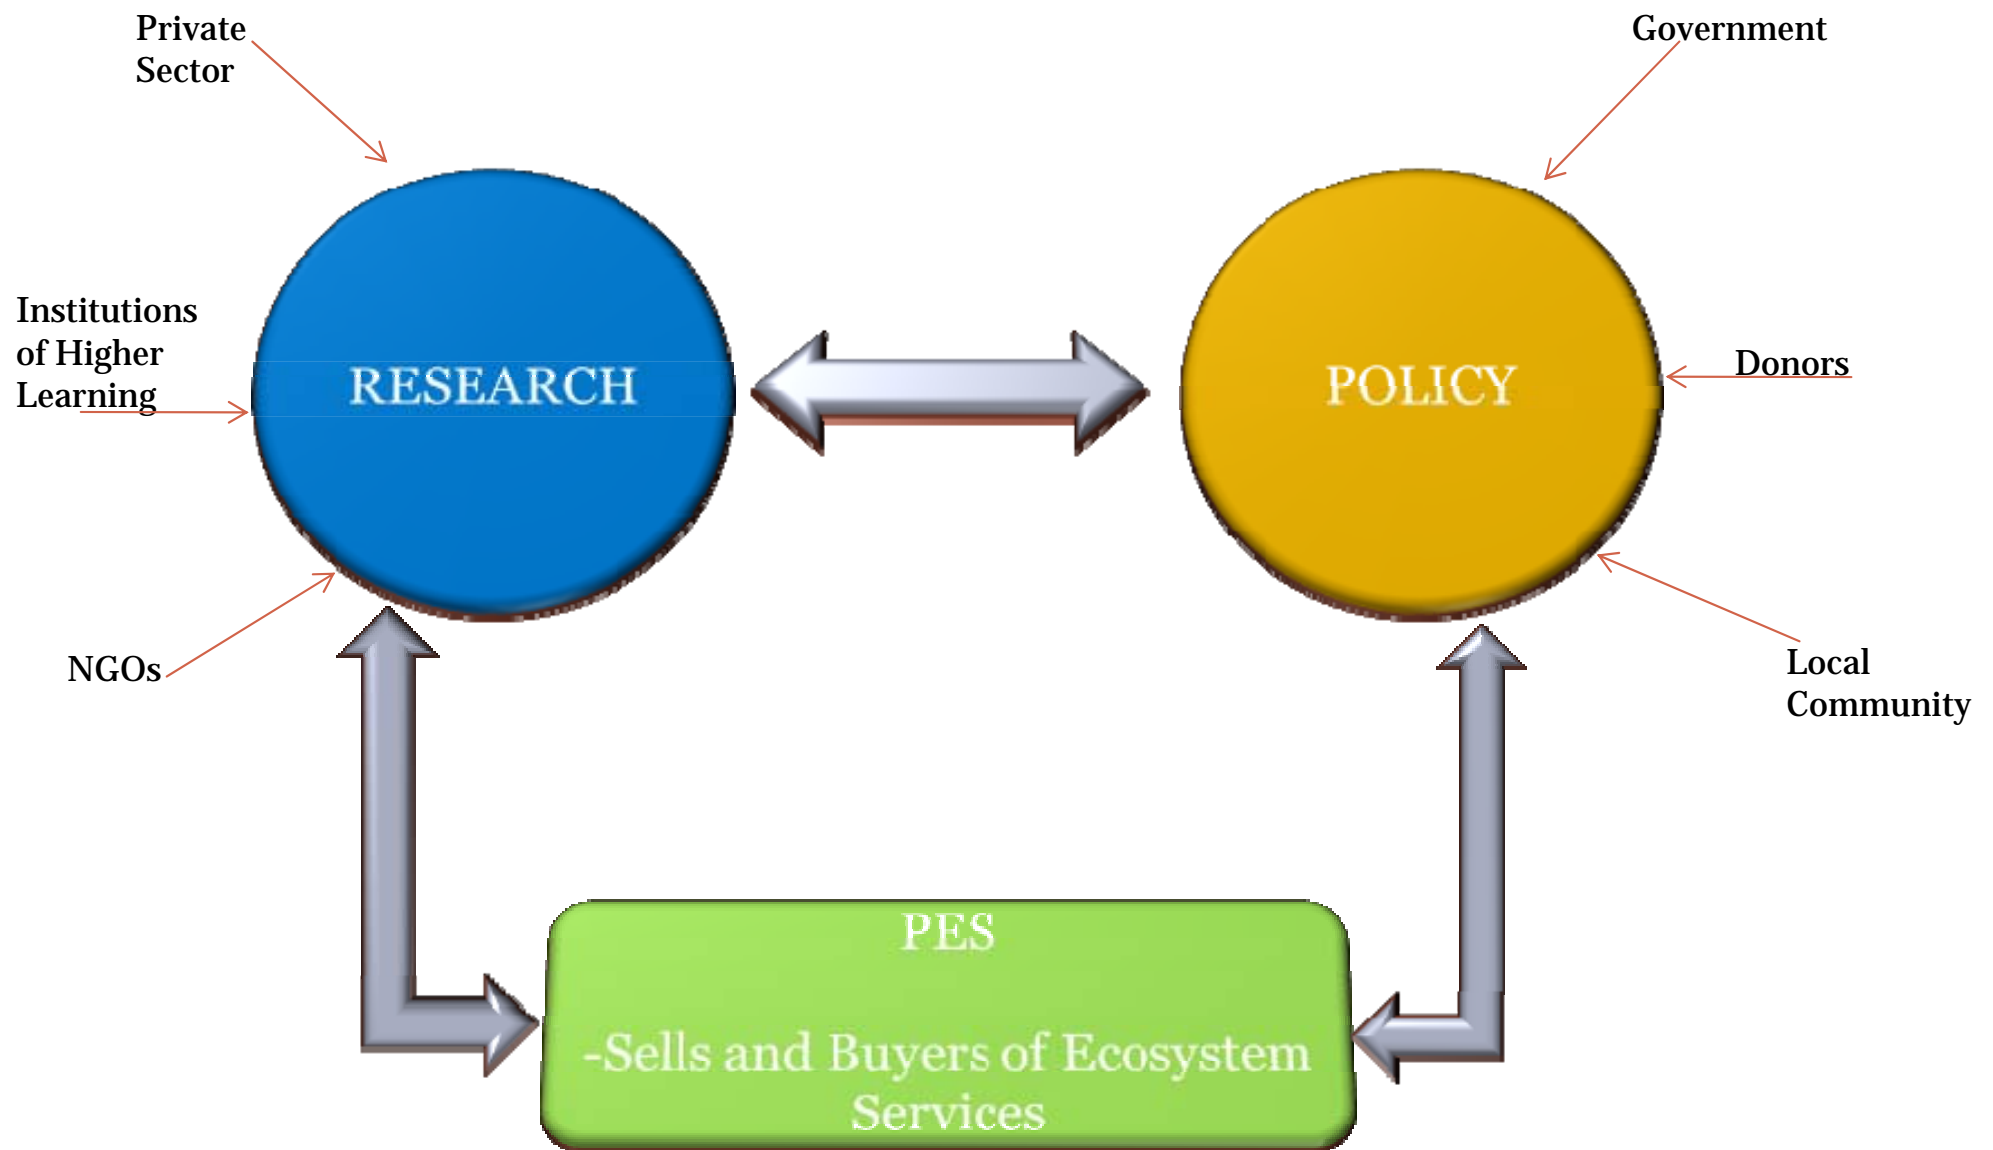 Private
Sector
Government
Institutions
of Higher
Learning
RESEARCH
POLICY
Donors
NGOs
Local
Community
PES
-Sells and Buyers of Ecosystem
Services